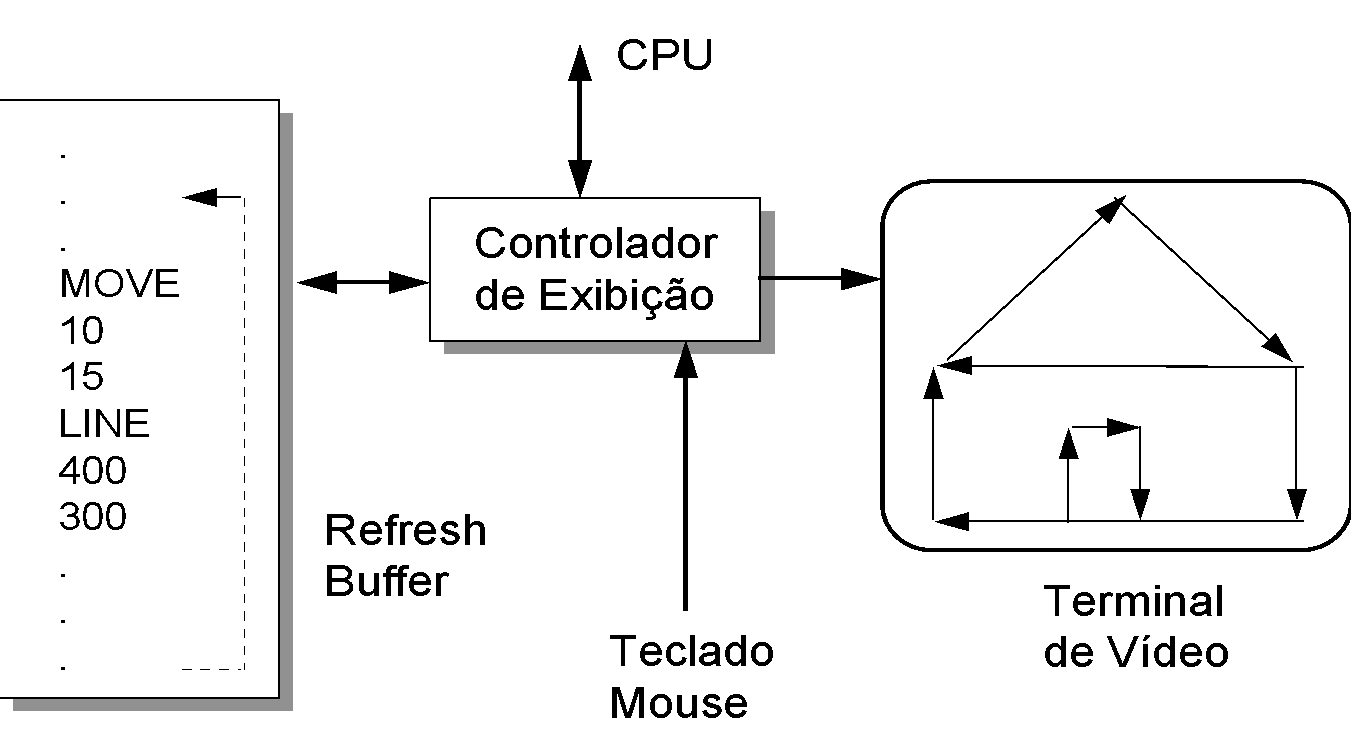 CPU
.
.
.
MOVE
10
15
LINE
400
300
.
.
.
Controlador
de Exibição
Refresh
Buffer
Teclado
Mouse
Terminal
de Vídeo